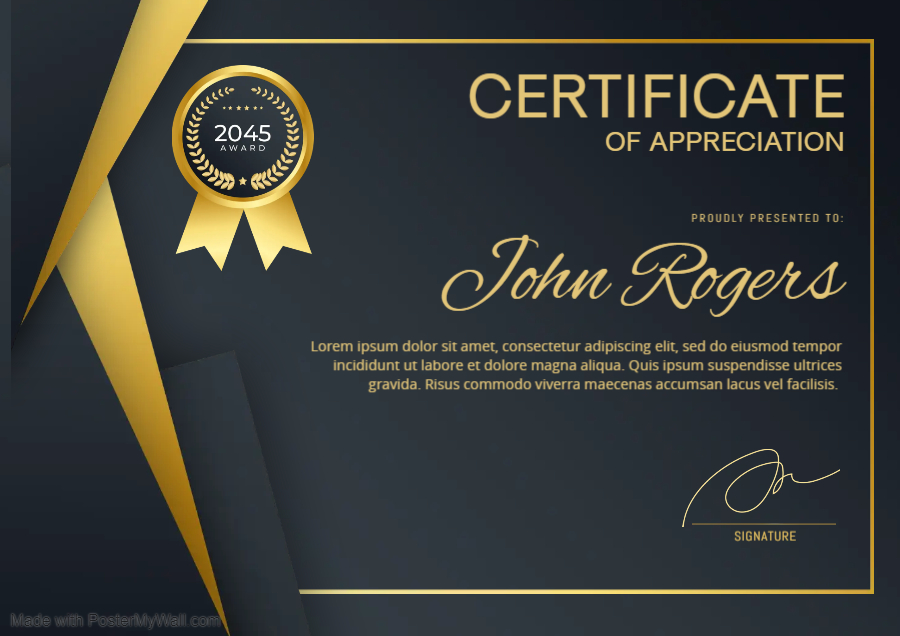 CERTIFICATE
OF APPRECIATION
2045
AWARD
PROUDLY PRESENTED TO:
John Rogers
Lorem ipsum dolor sit amet, consectetur adipiscing elit, sed do eiusmod tempor
incididunt ut labore et dolore magna aliqua. Quis ipsum suspendisse ultrices
gravida. Risus commodo viverra maecenas accumsan lacus vel facilisis.
SIGNATURE
Made with PosterMyWall.com